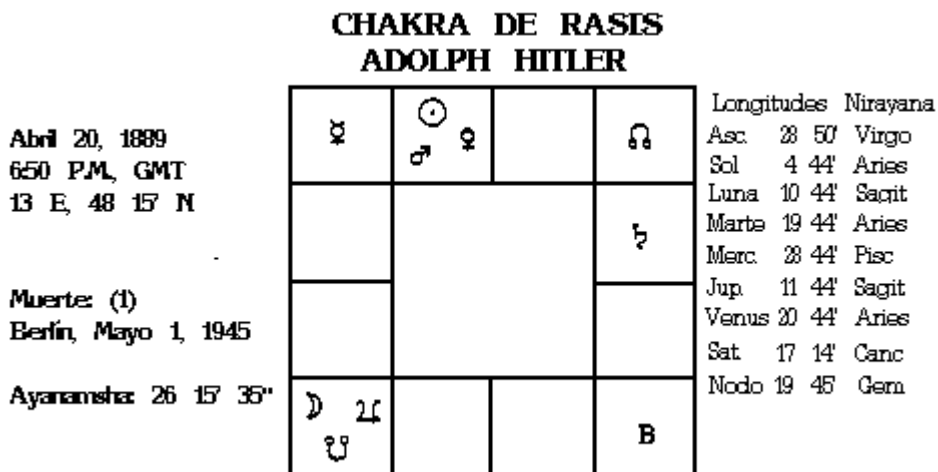 CHAKRA DE RASIS
ADOLPH HITLER
Abril 20, 1889
6:50 P.M., GMT
13 E, 48 15' N
Muerte: (1)
Berlín, Mayo 1, 1945
Ayanamsha: 26 15' 35"
B
Longitudes Nirayana
Asc. 28 50' Virgo
Sol 4 44' Aries
Luna 10 44' Sagit
Marte 19 44' Aries
Merc. 28 44' Pisc
Jup. 11 44' Sagit
Venus 20 44' Aries
Sat. 17 14' Canc
Nodo 19 45' Gem